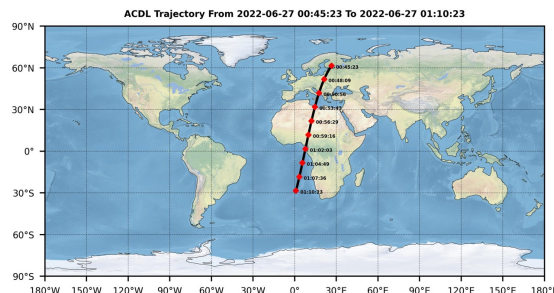 ACDL Trajectory From 2022-06-27 00:45:23 To 2022-06-27 01:10:23
90°N
60°N
30°N
0°
30°S
60°S
90°S
00:45:23
00:48:09
00:50:56
00:53:43
00:56:29
00:59:16
01:02:03
01:04:49
01:07:36
01:10:23
180°W 150°W 120°W 90°W 60°W 30°W 0°E 30°E 60°E 90°E 120°E 150°E